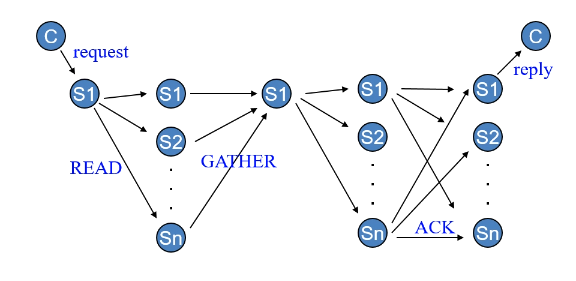 C
C
request
reply
S1
S1
S1
S1
S1
S2
S2
S2
READ
GATHER
Sn
Sn
Sn
ACK